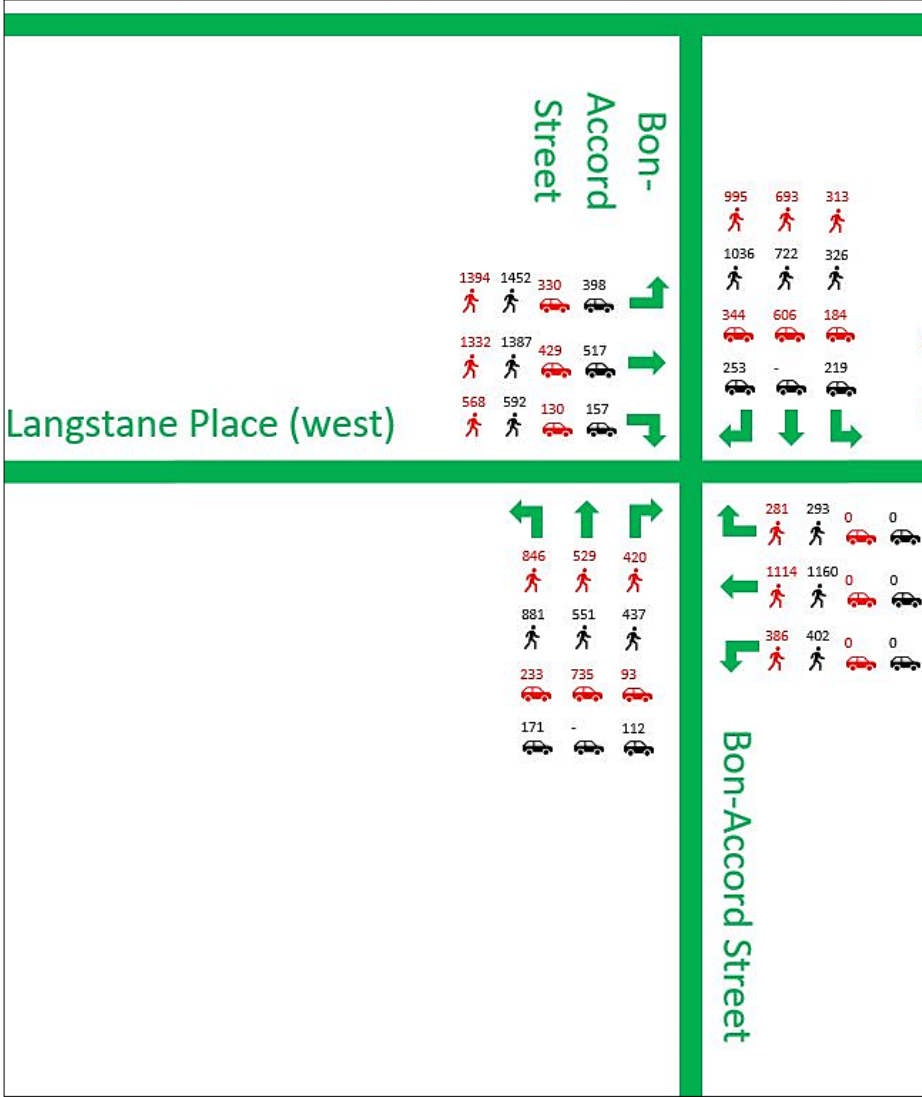 Bon-
Accord
Street
995 693 313
1036 722 326
344 606 184
253 - 219
1394 1452 330 398
1332 1387 429 517
568 592 130 157
Langstane Place (west)
281 293 0 0
1114 1160 0 0
386 402 0 0
846 529 420
881 551 437
233 735 93
171 - 112
Bon-Accord Street